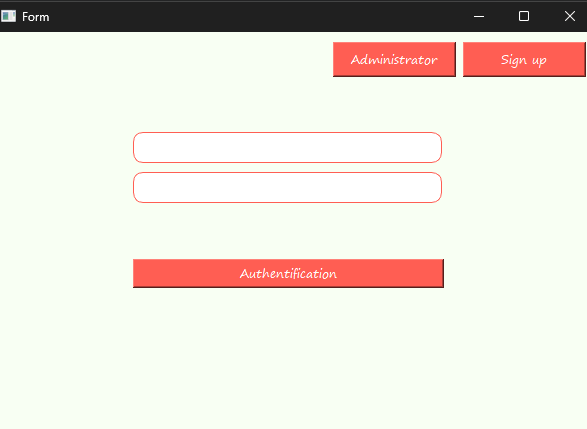 Form
Administrator Sign up
Authentification